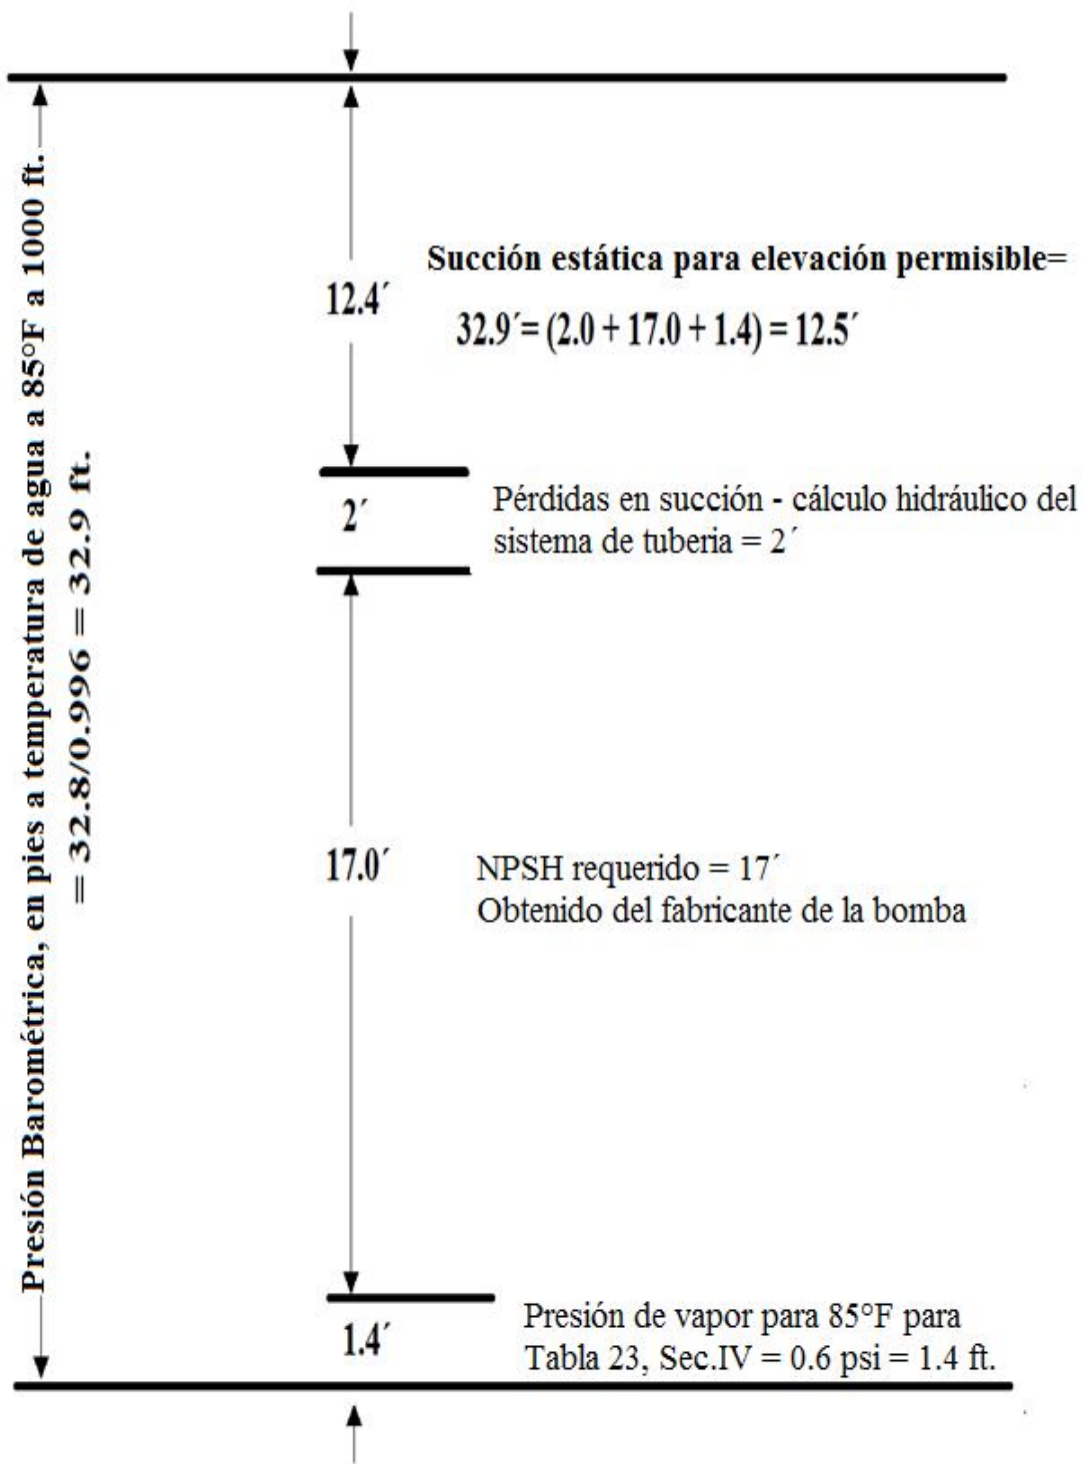 Presión Barométrica, en pies a temperatura de agua a 85°F a 1000 ft.
= 32.8/0.996 = 32.9 ft.
12.4´
Succión estática para elevación permisible=
32.9´= (2.0 + 17.0 + 1.4) = 12.5´
2´
Pérdidas en succión - cálculo hidráulico del
sistema de tuberia = 2´
17.0´
NPSH requerido = 17´
Obtenido del fabricante de la bomba
1.4´
Presión de vapor para 85°F para
Tabla 23, Sec.IV = 0.6 psi = 1.4 ft.